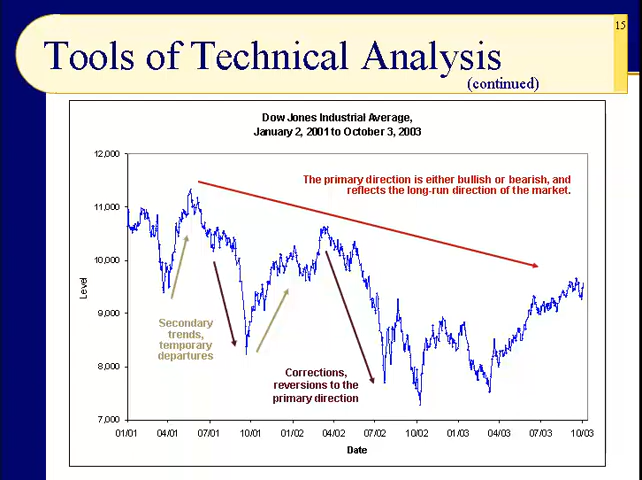 15
Tools of Technical Analysis
(continued)
Dow Jones Industrial Average,
January 2, 2001 to October 3, 2003
12,000
The primary direction is either bullish or bearish, and
reflects the long-run direction of the market.
11,000
10,000
Level
9,000
Secondary
trends,
temporary
departures
8,000
Corrections,
reversions to the
primary direction
7,000
01/01 04/01 07/01 10/01 01/02 04/02 07/02 10/02 01/03 04/03 07/03 10/03
Date